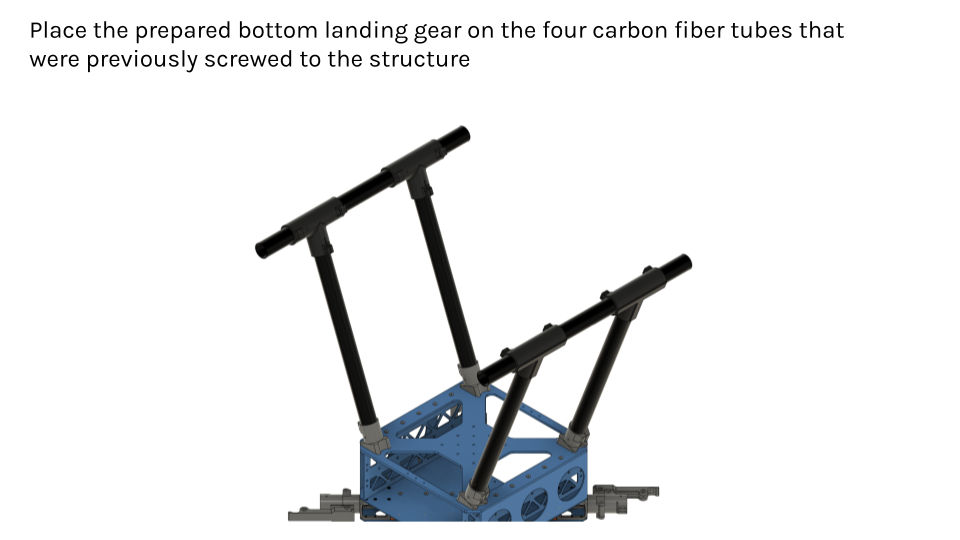 Place the prepared bottom landing gear on the four carbon fiber tubes that
were previously screwed to the structure